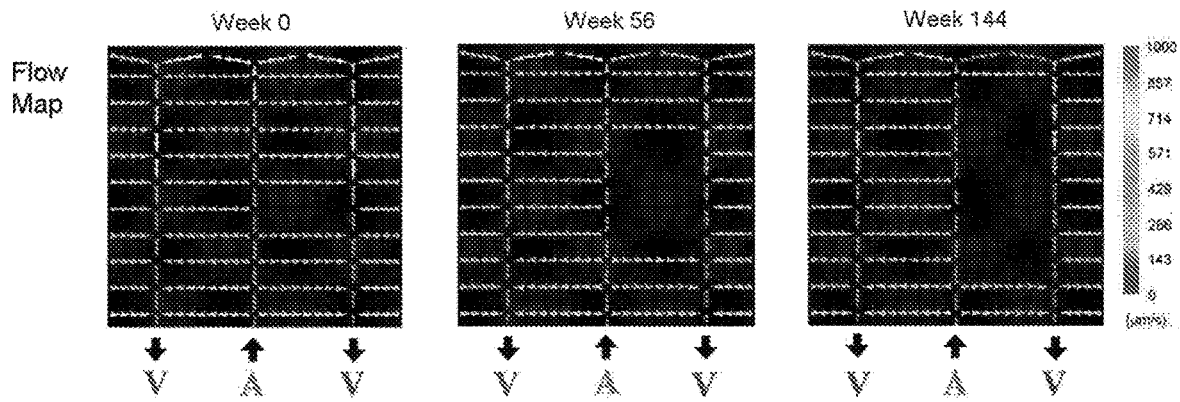 Week 0
Week 56
Week 144
Flow
Map
1000
857
714
571
428
286
143
0
(μm/s)
V A V
V A V
V A V